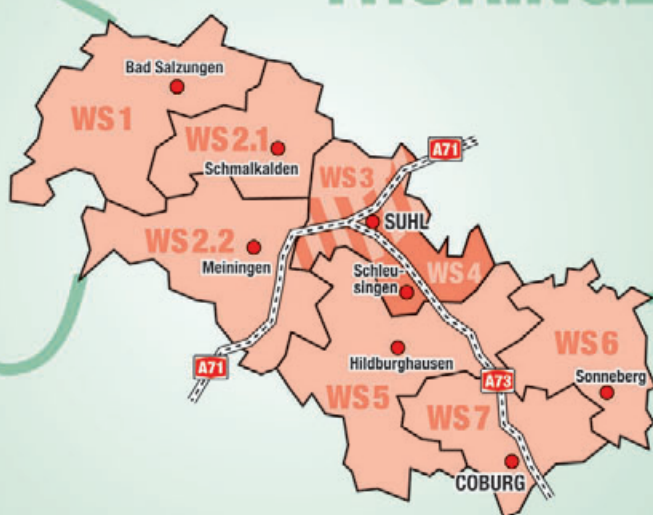 Bad Salzungen
WS1
WS2.1
Schmalkalden
A71
WS3
SUHL
WS2.2
Meiningen
WS4
Schleu-
singen
WS6
A71
Hildburghausen
A73
Sonneberg
WS5
WS7
COBURG